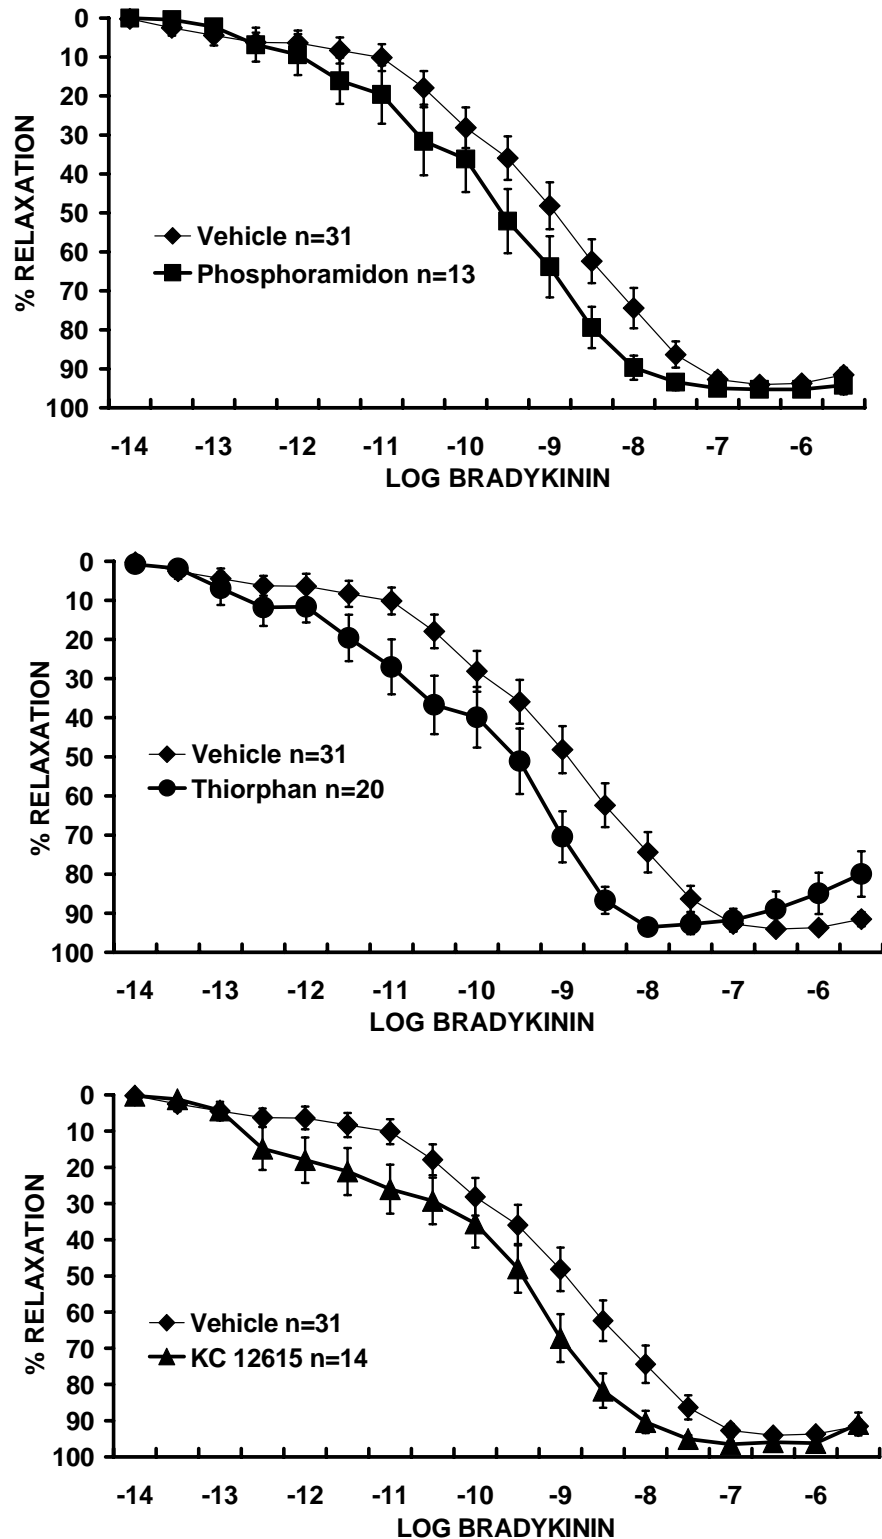 0
10
20
30
40
50
60
70
80
90
100
% RELAXATION
Vehicle n=31
Phosphoramidon n=13
-14 -13 -12 -11 -10 -9 -8 -7 -6
LOG BRADYKININ
0
10
20
30
40
50
60
70
80
90
100
% RELAXATION
Vehicle n=31
Thiorphan n=20
-14 -13 -12 -11 -10 -9 -8 -7 -6
LOG BRADYKININ
0
10
20
30
40
50
60
70
80
90
100
% RELAXATION
Vehicle n=31
KC 12615 n=14
-14 -13 -12 -11 -10 -9 -8 -7 -6
LOG BRADYKININ